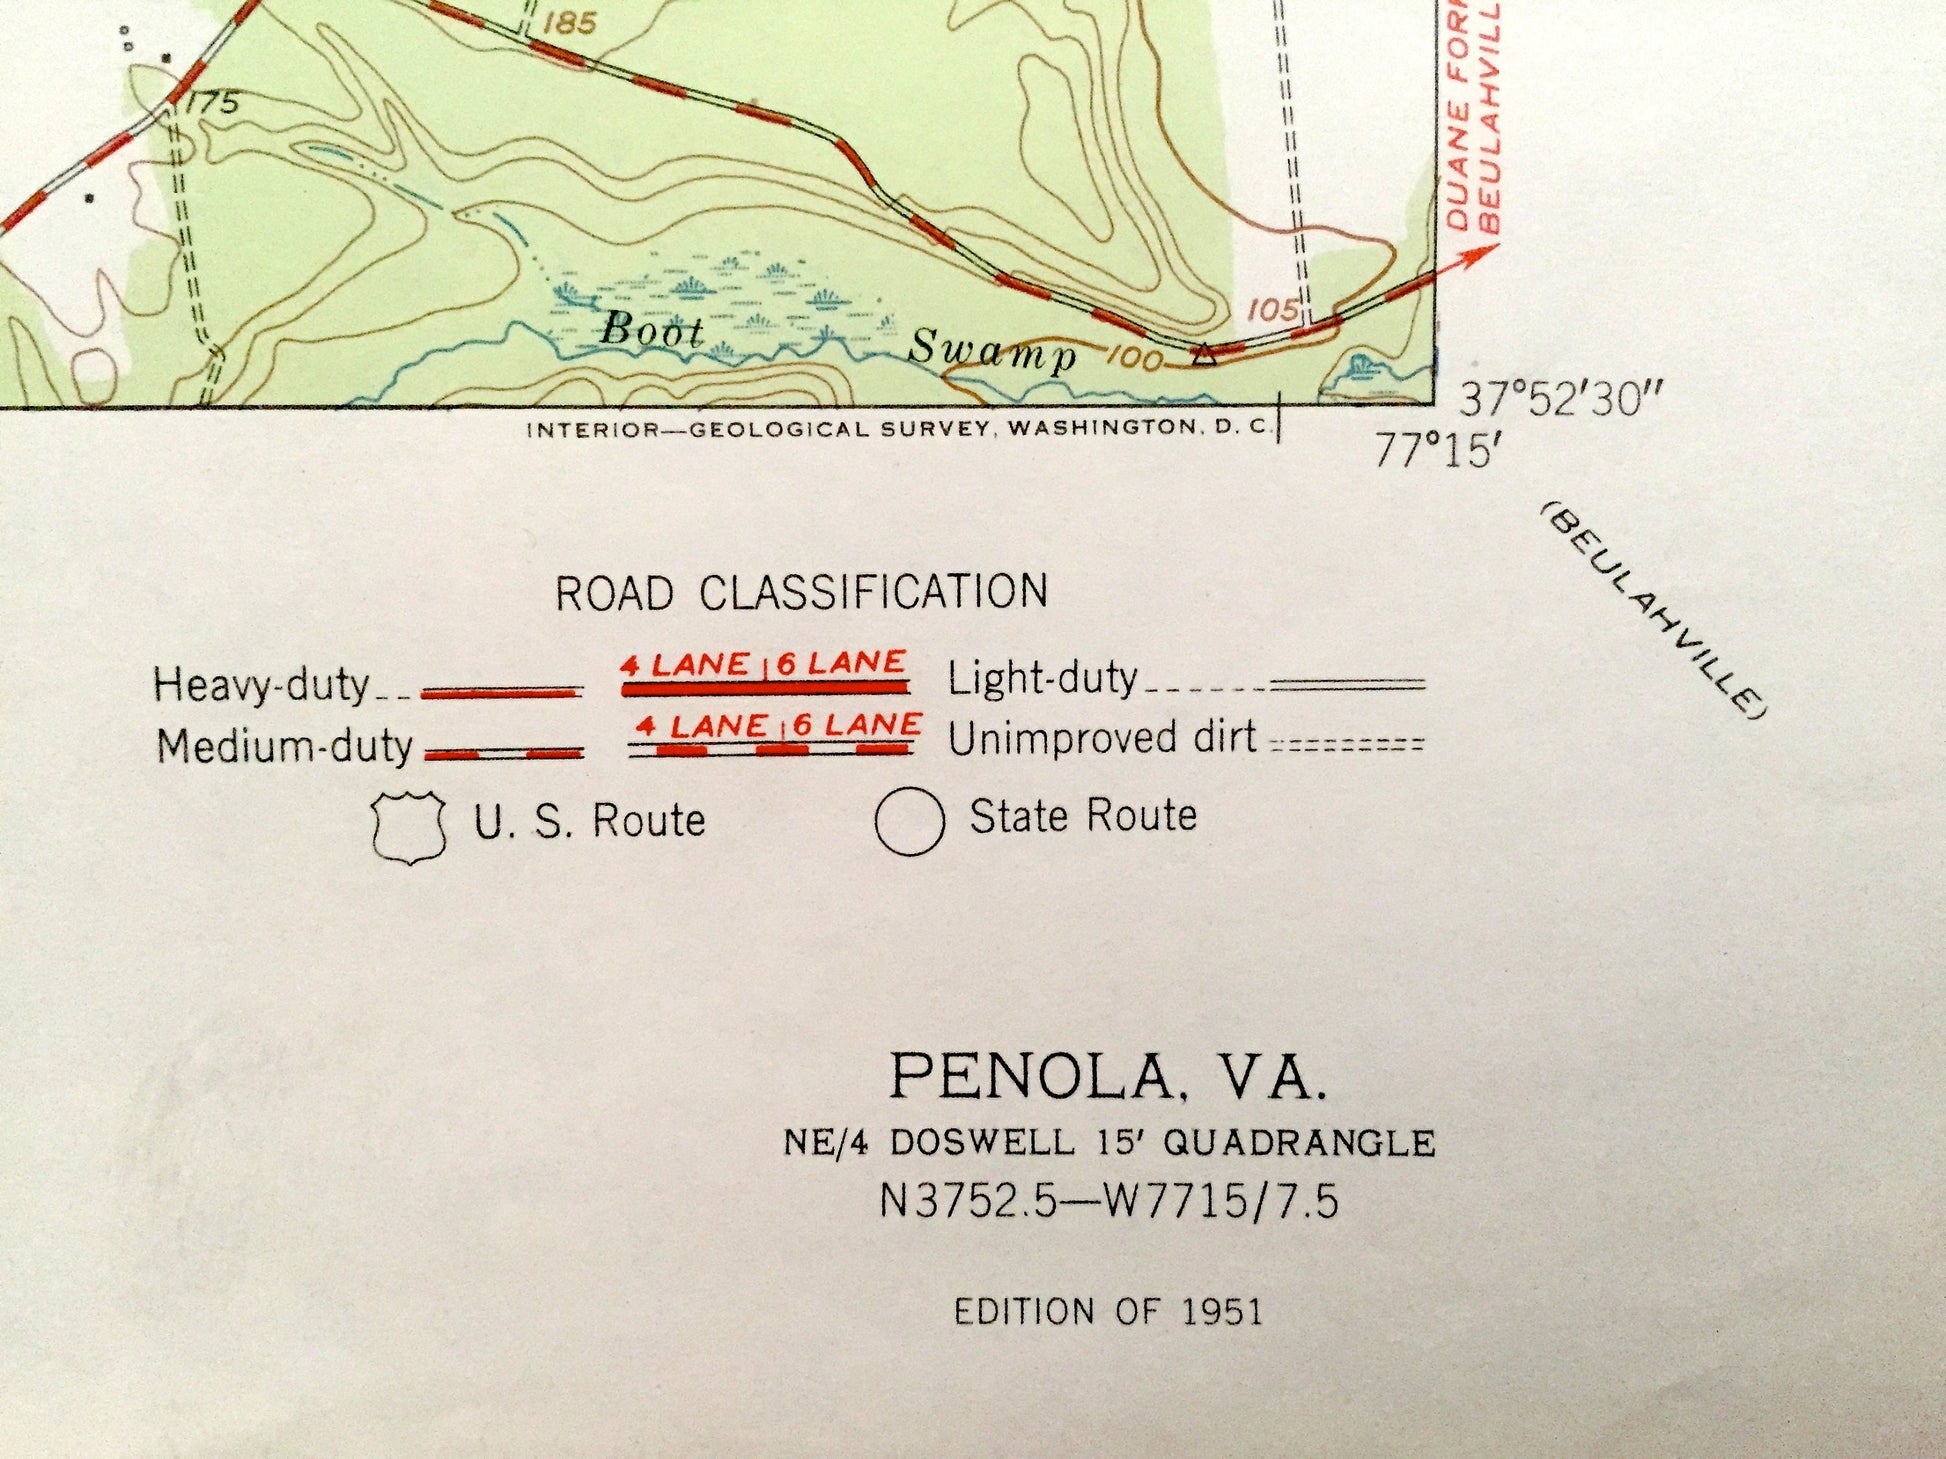 185
175
DUANE FORK
BEULAHVILL
105
Boot Swamp
100
37°52'30"
INTERIOR—GEOLOGICAL SURVEY, WASHINGTON, D. C.
77°15'
(BEULAHVILLE)
ROAD CLASSIFICATION
Heavy-duty 4 LANE | 6 LANE Light-duty
Medium-duty 4 LANE | 6 LANE Unimproved dirt
U. S. Route State Route
PENOLA, VA.
NE/4 DOSWELL 15' QUADRANGLE
N3752.5—W7715/7.5
EDITION OF 1951